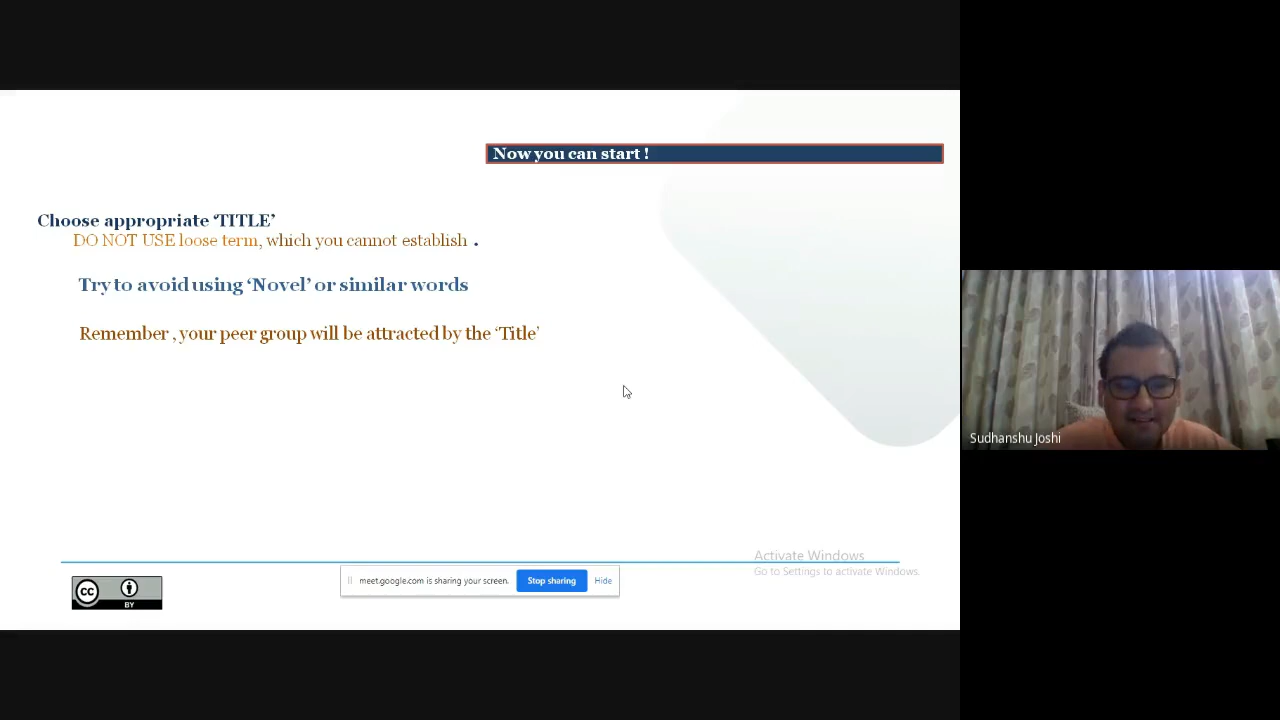 Now you can start !
Choose appropriate ‘TITLE’
DO NOT USE loose term, which you cannot establish .
Try to avoid using ‘Novel’ or similar words
Remember , your peer group will be attracted by the ‘Title’
Sudhanshu Joshi
Activate Windows
Go to Settings to activate Windows.
meet.google.com is sharing your screen. Stop sharing Hide
cc
BY